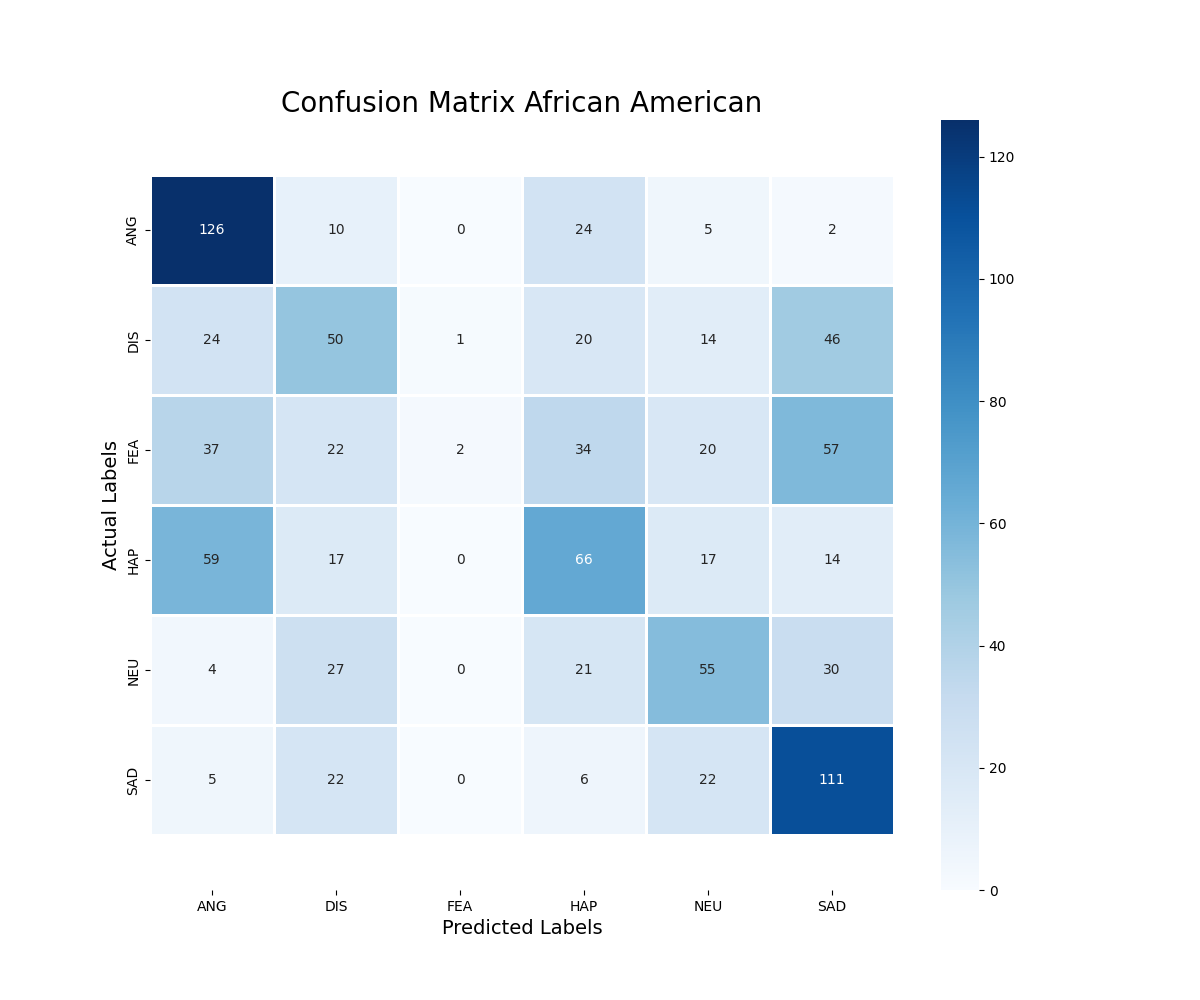 Confusion Matrix African American
ANG 126 10 0 24 5 2
DIS 24 50 1 20 14 46
FEA 37 22 2 34 20 57
HAP 59 17 0 66 17 14
NEU 4 27 0 21 55 30
SAD 5 22 0 6 22 111
Actual Labels
ANG DIS FEA HAP NEU SAD
Predicted Labels
120
100
80
60
40
20
0